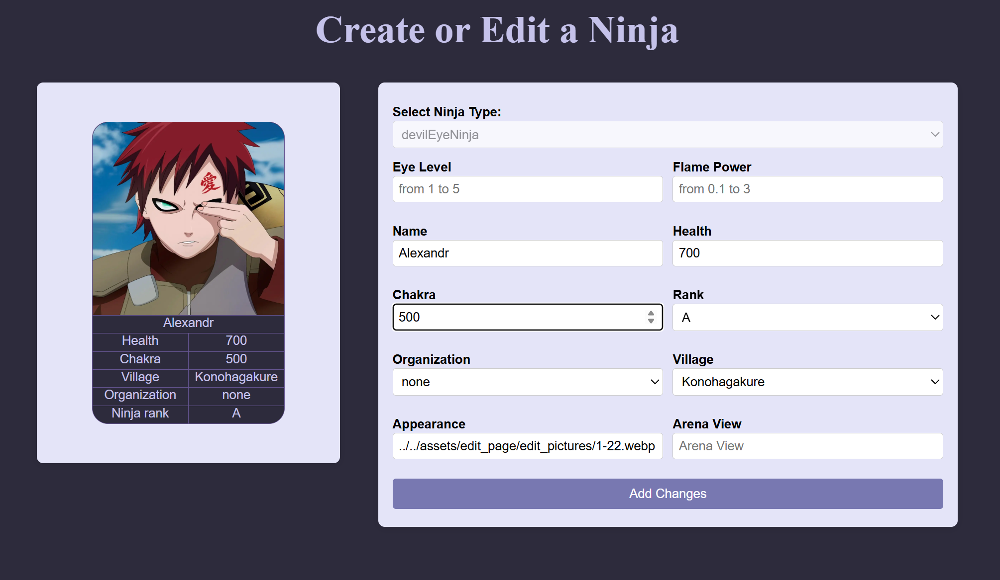 Create or Edit a Ninja
愛
Alexandr
Health 700
Chakra 500
Village Konohagakure
Organization none
Ninja rank A
Select Ninja Type:
devilEyeNinja
Eye Level Flame Power
from 1 to 5 from 0.1 to 3
Name Health
Alexandr 700
Chakra Rank
500 A
Organization Village
none Konohagakure
Appearance Arena View
../../assets/edit_page/edit_pictures/1-22.webp Arena View
Add Changes